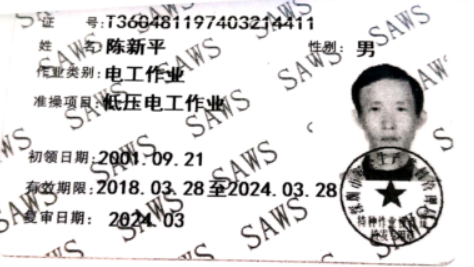 证 号:T360481197403214411
姓 名:陈新平 性别: 男
作业类别:电工作业
准操项目:低压电工作业
初领日期:2001.09.21
有效期限:2018.03.28至2024.03.28
复审日期: 2024.03
SAWS